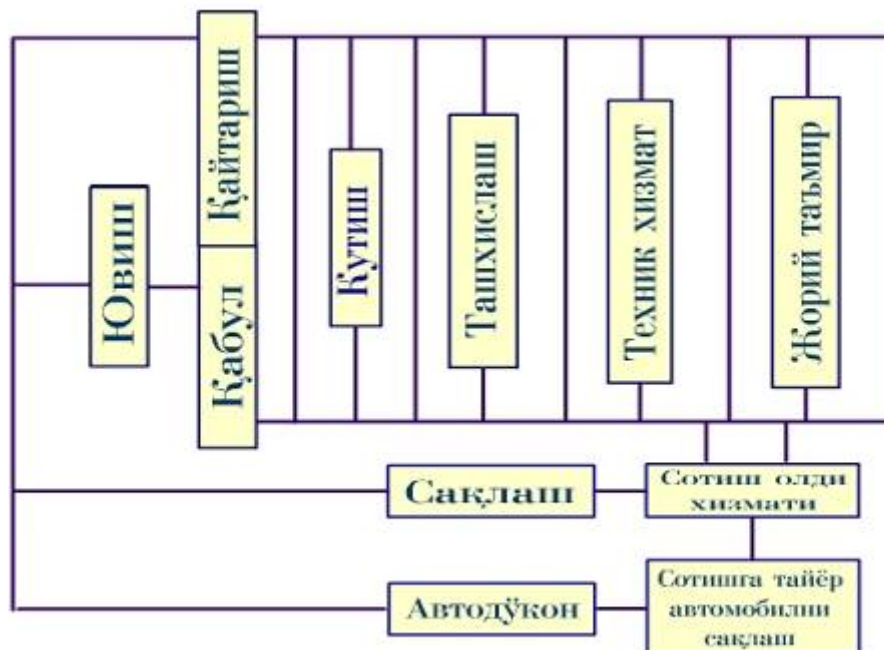 Қайтариш
Ювиш
Қабул
Кутиш
Ташхислаш
Техник хизмат
Жорий таъмир
Сақлаш
Сотиш олди
хизмати
Автодўкон
Сотишга тайёр
автомобилни
сақлаш